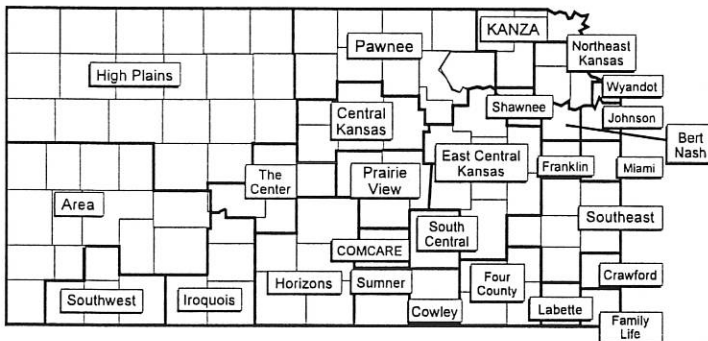 KANZA
Pawnee
Northeast
Kansas
High Plains
Wyandot
Shawnee
Johnson
Central
Kansas
Bert
Nash
East Central
Kansas
Franklin
Miami
The
Center
Prairie
View
Area
Southeast
South
Central
COMCARE
Crawford
Horizons
Sumner
Four
County
Southwest
Iroquois
Cowley
Labette
Family
Life